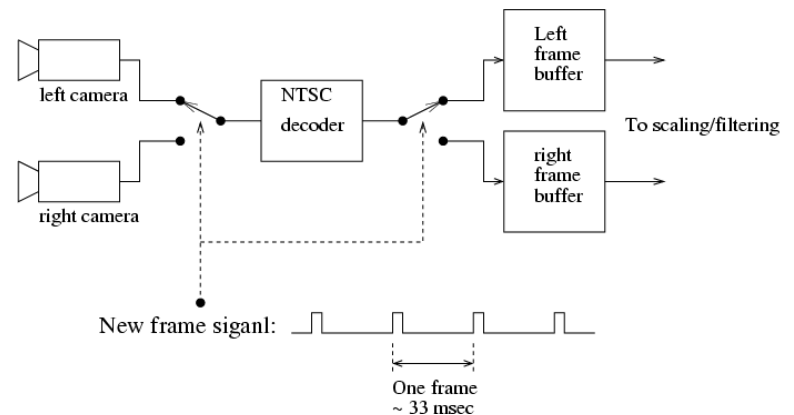 left camera
right camera
NTSC
decoder
Left
frame
buffer
right
frame
buffer
To scaling/filtering
New frame siganl:
One frame
~ 33 msec